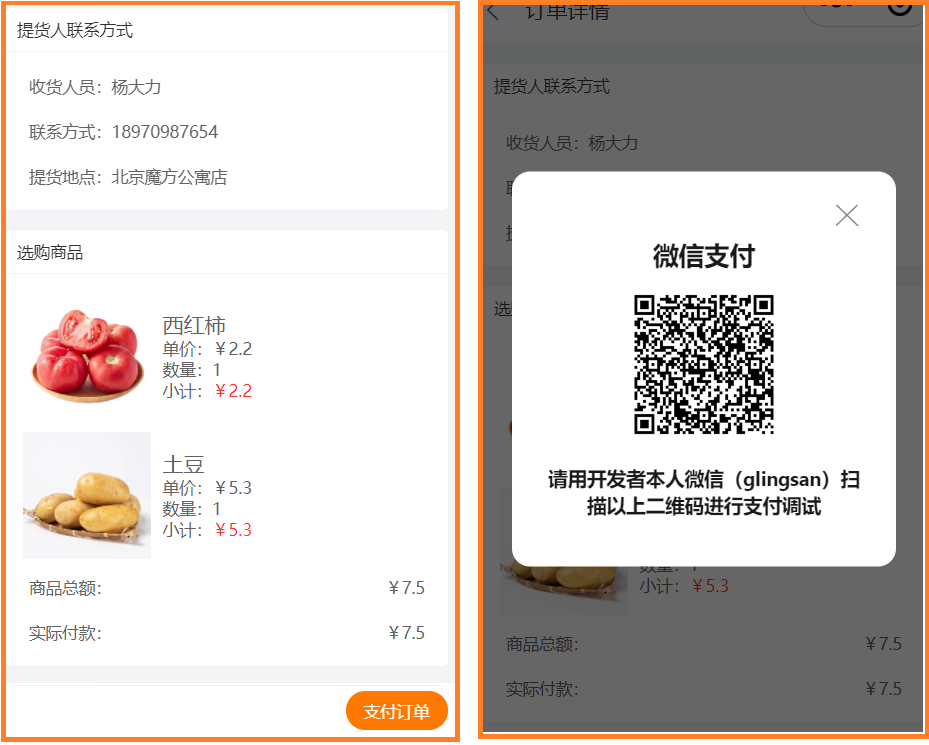 提货人联系方式
收货人员：杨大力
联系方式：18970987654
提货地点：北京魔方公寓店
选购商品
西红柿
单价：￥2.2
数量：1
小计：￥2.2
土豆
单价：￥5.3
数量：1
小计：￥5.3
商品总额：
￥7.5
实际付款：
￥7.5
支付订单
订单详情
提货人联系方式
收货人员：杨大力
微信支付
请用开发者本人微信（glingsan）扫
描以上二维码进行支付调试
数量：1
小计：￥5.3
商品总额：
￥7.5
实际付款：
￥7.5